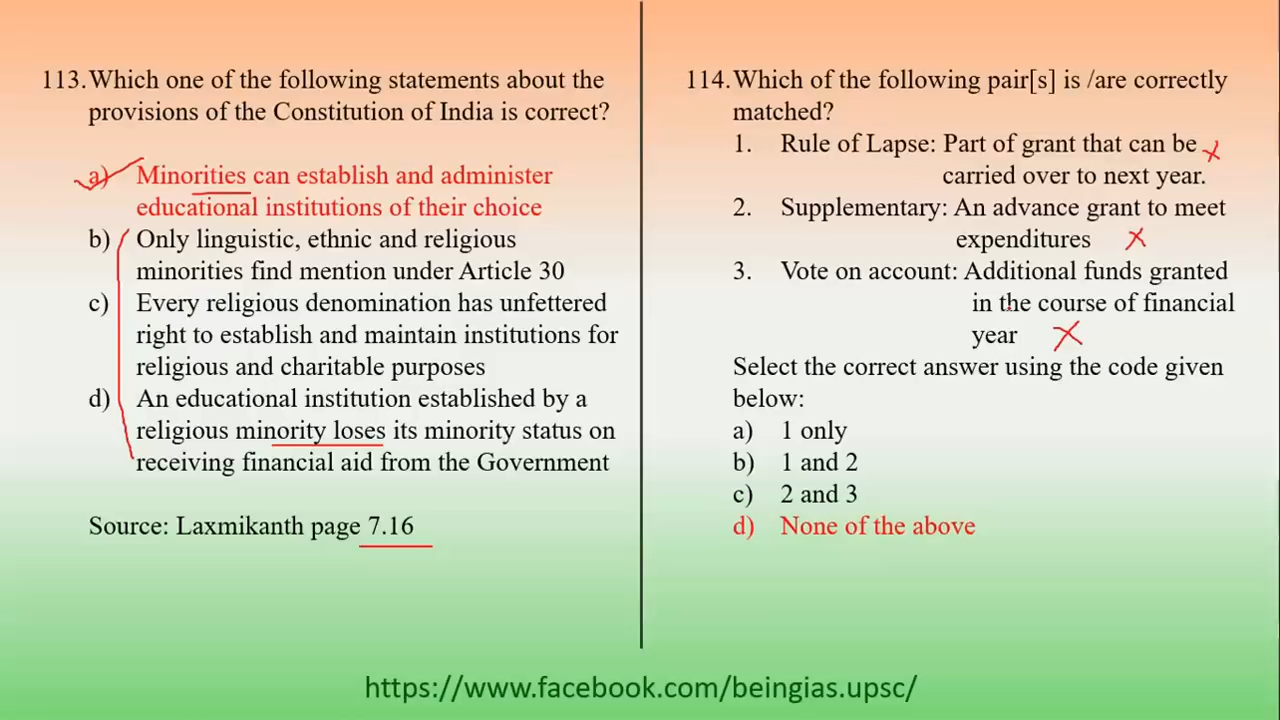 113. Which one of the following statements about the
provisions of the Constitution of India is correct?
a) Minorities can establish and administer
educational institutions of their choice
b) Only linguistic, ethnic and religious
minorities find mention under Article 30
c) Every religious denomination has unfettered
right to establish and maintain institutions for
religious and charitable purposes
d) An educational institution established by a
religious minority loses its minority status on
receiving financial aid from the Government
Source: Laxmikanth page 7.16
114. Which of the following pair[s] is /are correctly
matched?
1. Rule of Lapse: Part of grant that can be
carried over to next year.
2. Supplementary: An advance grant to meet
expenditures
3. Vote on account: Additional funds granted
in the course of financial
year
Select the correct answer using the code given
below:
a) 1 only
b) 1 and 2
c) 2 and 3
d) None of the above
https://www.facebook.com/beingias.upsc/